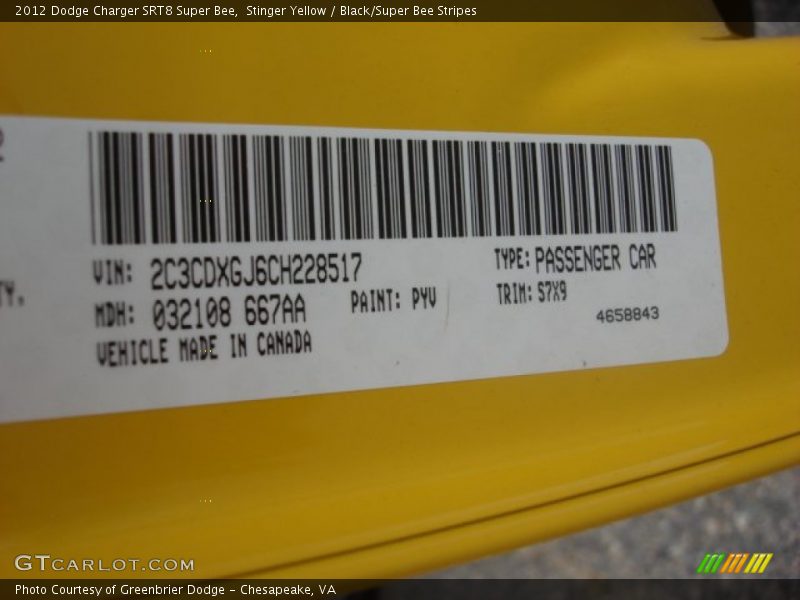 2012 Dodge Charger SRT8 Super Bee,  Stinger Yellow / Black/Super Bee Stripes
VIN: 2C3CDXGJ6CH228517
TYPE: PASSENGER CAR
TY.
MDH: 032108 667AA
PAINT: PYV
TRIM: S7X9
4658843
VEHICLE MADE IN CANADA
GTCARLOT.COM
Photo Courtesy of Greenbrier Dodge – Chesapeake, VA